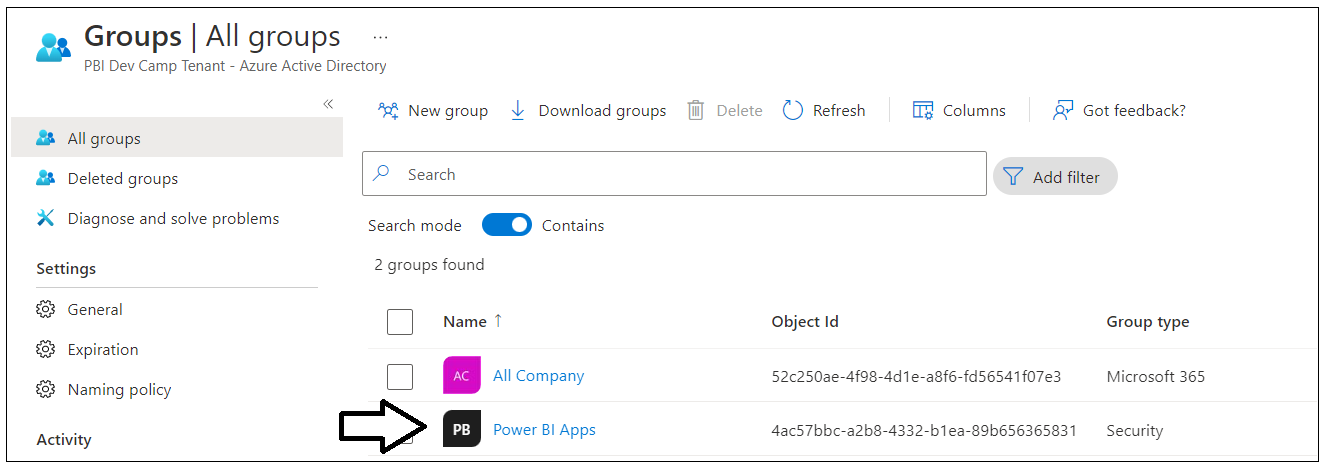 Groups | All groups ...
PBI Dev Camp Tenant - Azure Active Directory
«
All groups
Deleted groups
Diagnose and solve problems
Settings
General
Expiration
Naming policy
Activity
New group
Download groups
Delete
Refresh
Columns
Got feedback?
Search
Add filter
Search mode
Contains
2 groups found
Name ↑ Object Id Group type
AC All Company 52c250ae-4f98-4d1e-a8f6-fd56541f07e3 Microsoft 365
PB Power BI Apps 4ac57bbc-a2b8-4332-b1ea-89b656365831 Security